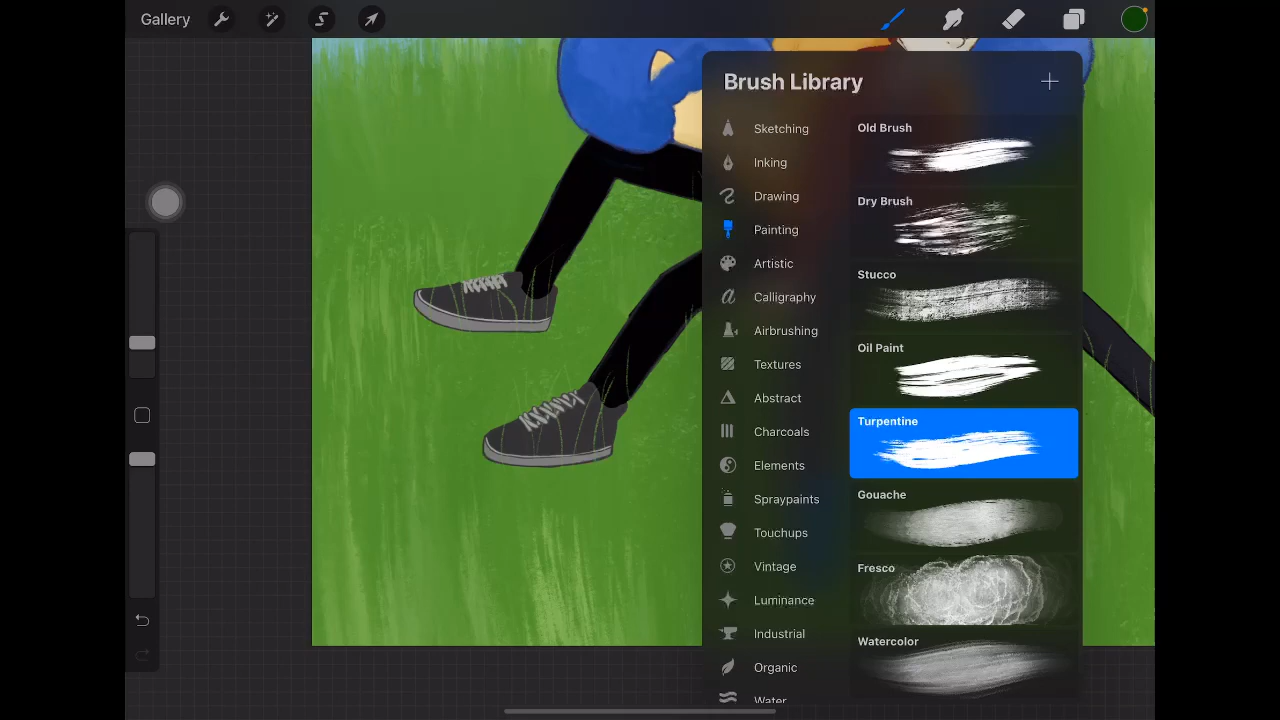 Gallery
Brush Library
Sketching
Inking
Drawing
Painting
Artistic
Calligraphy
Airbrushing
Textures
Abstract
Charcoals
Elements
Spraypaints
Touchups
Vintage
Luminance
Industrial
Organic
Water
Old Brush
Dry Brush
Stucco
Oil Paint
Turpentine
Gouache
Fresco
Watercolor